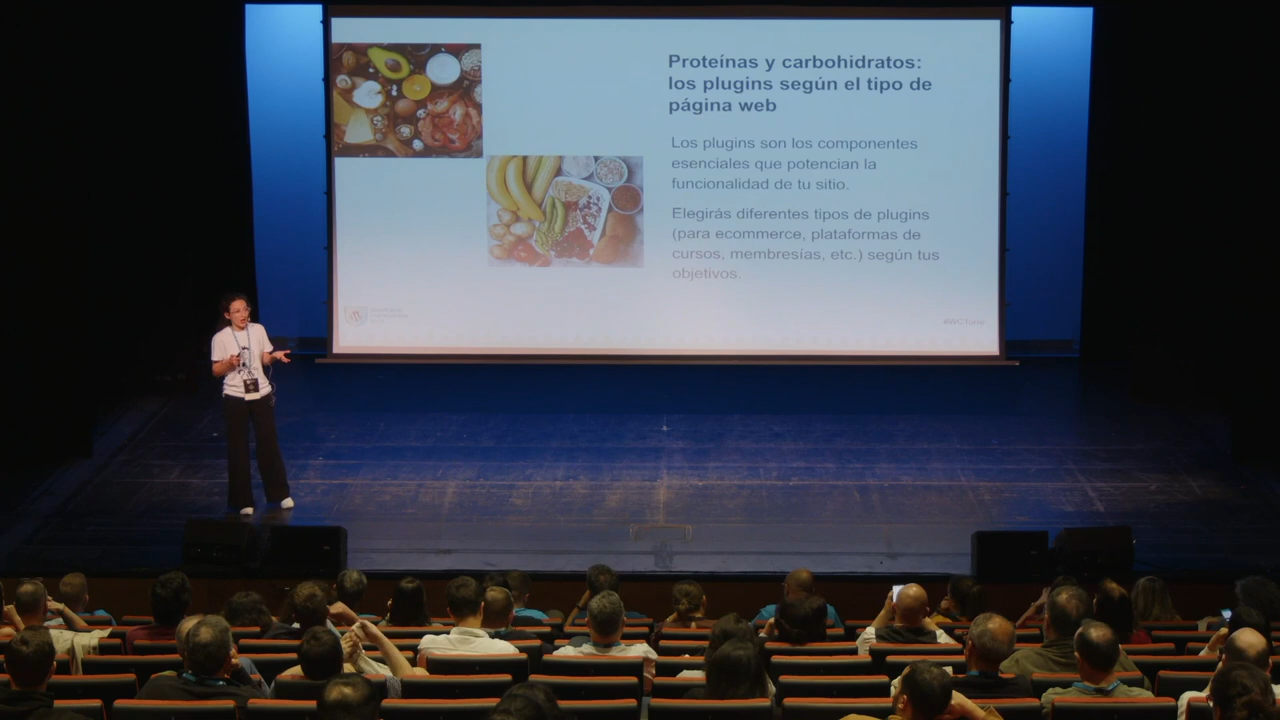 Proteínas y carbohidratos:
los plugins según el tipo de
página web
Los plugins son los componentes
esenciales que potencian la
funcionalidad de tu sitio.
Elegirás diferentes tipos de plugins
(para ecommerce, plataformas de
cursos, membresías, etc.) según tus
objetivos.